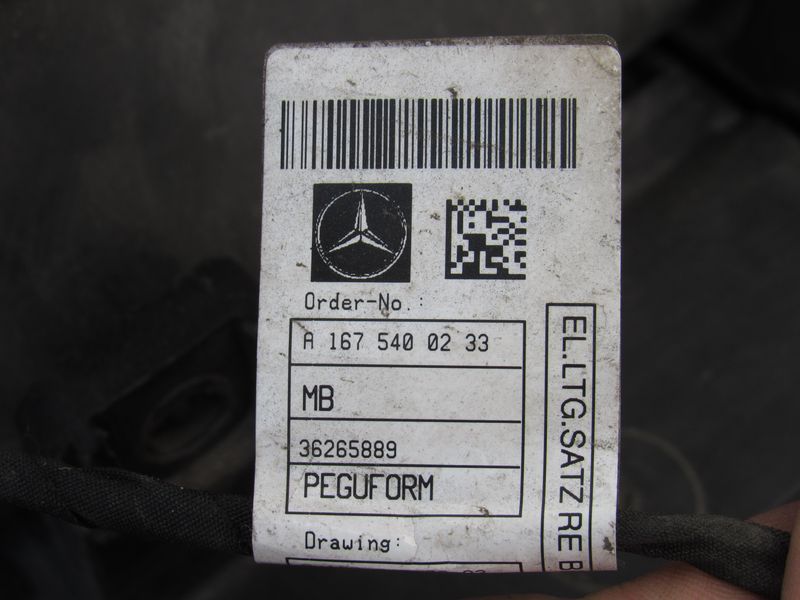 Order-No.:
A 167 540 02 33
MB
36265889
PEGUFORM
Drawing:
EL.LTG.SATZ RE